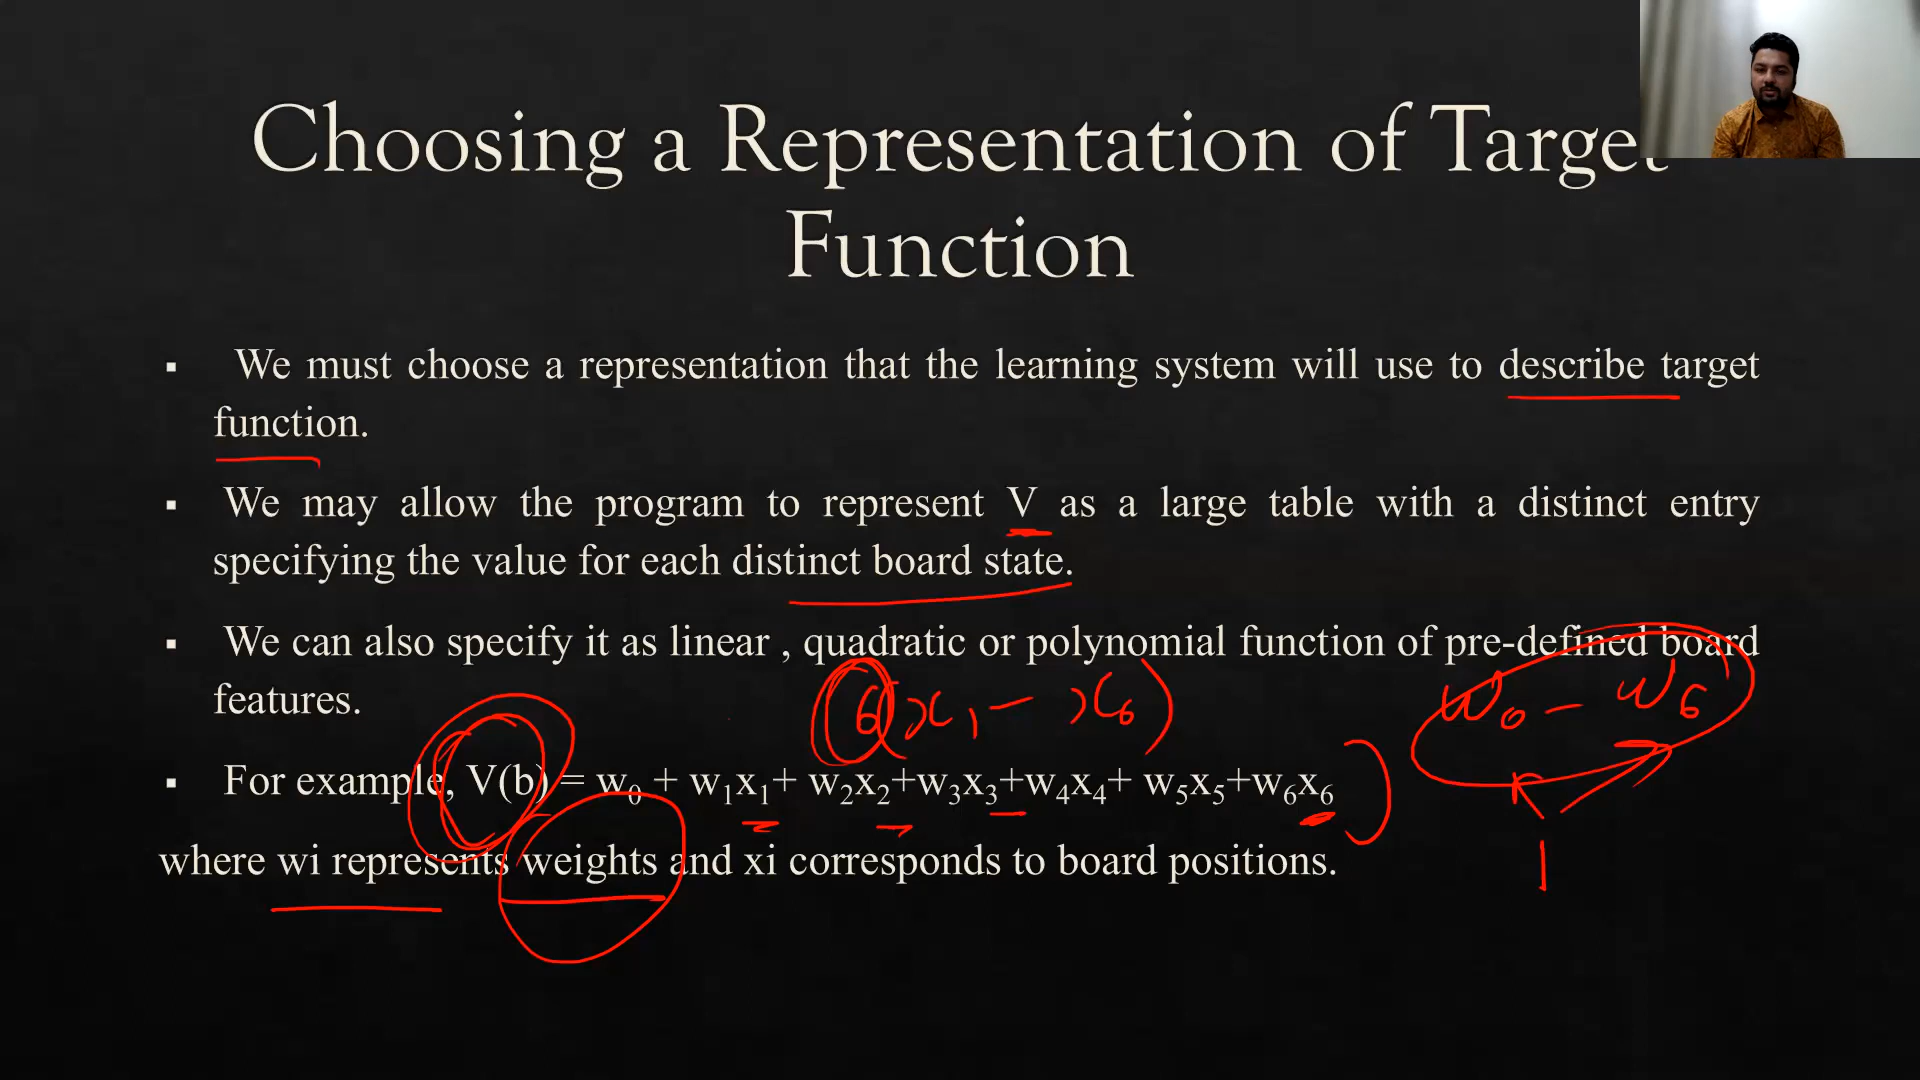 Choosing a Representation of Target
Function
▪ We must choose a representation that the learning system will use to describe target
function.
▪ We may allow the program to represent V as a large table with a distinct entry
specifying the value for each distinct board state.
▪ We can also specify it as linear , quadratic or polynomial function of pre-defined board
features.
6 (x₁ — x₆)
w₀ — w₆
▪ For example, V(b) = w₀ + w₁x₁+ w₂x₂+w₃x₃+w₄x₄+ w₅x₅+w₆x₆
where wi represents weights and xi corresponds to board positions.